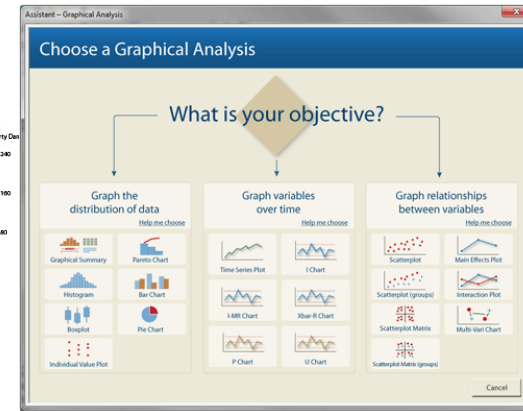 Assistant – Graphical Analysis
Choose a Graphical Analysis
What is your objective?
rty Dam
240
160
80
Graph the
distribution of data
Help me choose
Graphical Summary
Pareto Chart
Histogram
Bar Chart
Boxplot
Pie Chart
Individual Value Plot
Graph variables
over time
Help me choose
Time Series Plot
I Chart
I-MR Chart
Xbar-R Chart
P Chart
U Chart
Graph relationships
between variables
Help me choose
Scatterplot
Main Effects Plot
Scatterplot (groups)
Interaction Plot
Scatterplot Matrix
Multi-Vari Chart
Scatterplot Matrix (groups)
Cancel